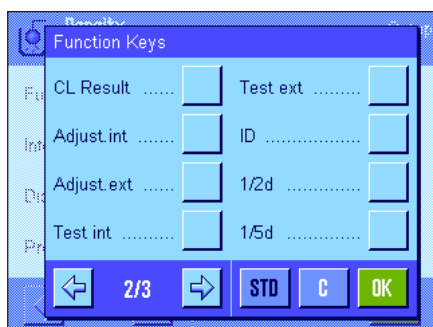 Density
Function Keys
CL Result ......
Test ext .........
Adjust.int ......
ID ..................
Adjust.ext ......
1/2d ..............
Test int ..........
1/5d ..............
2/3
STD
C
OK